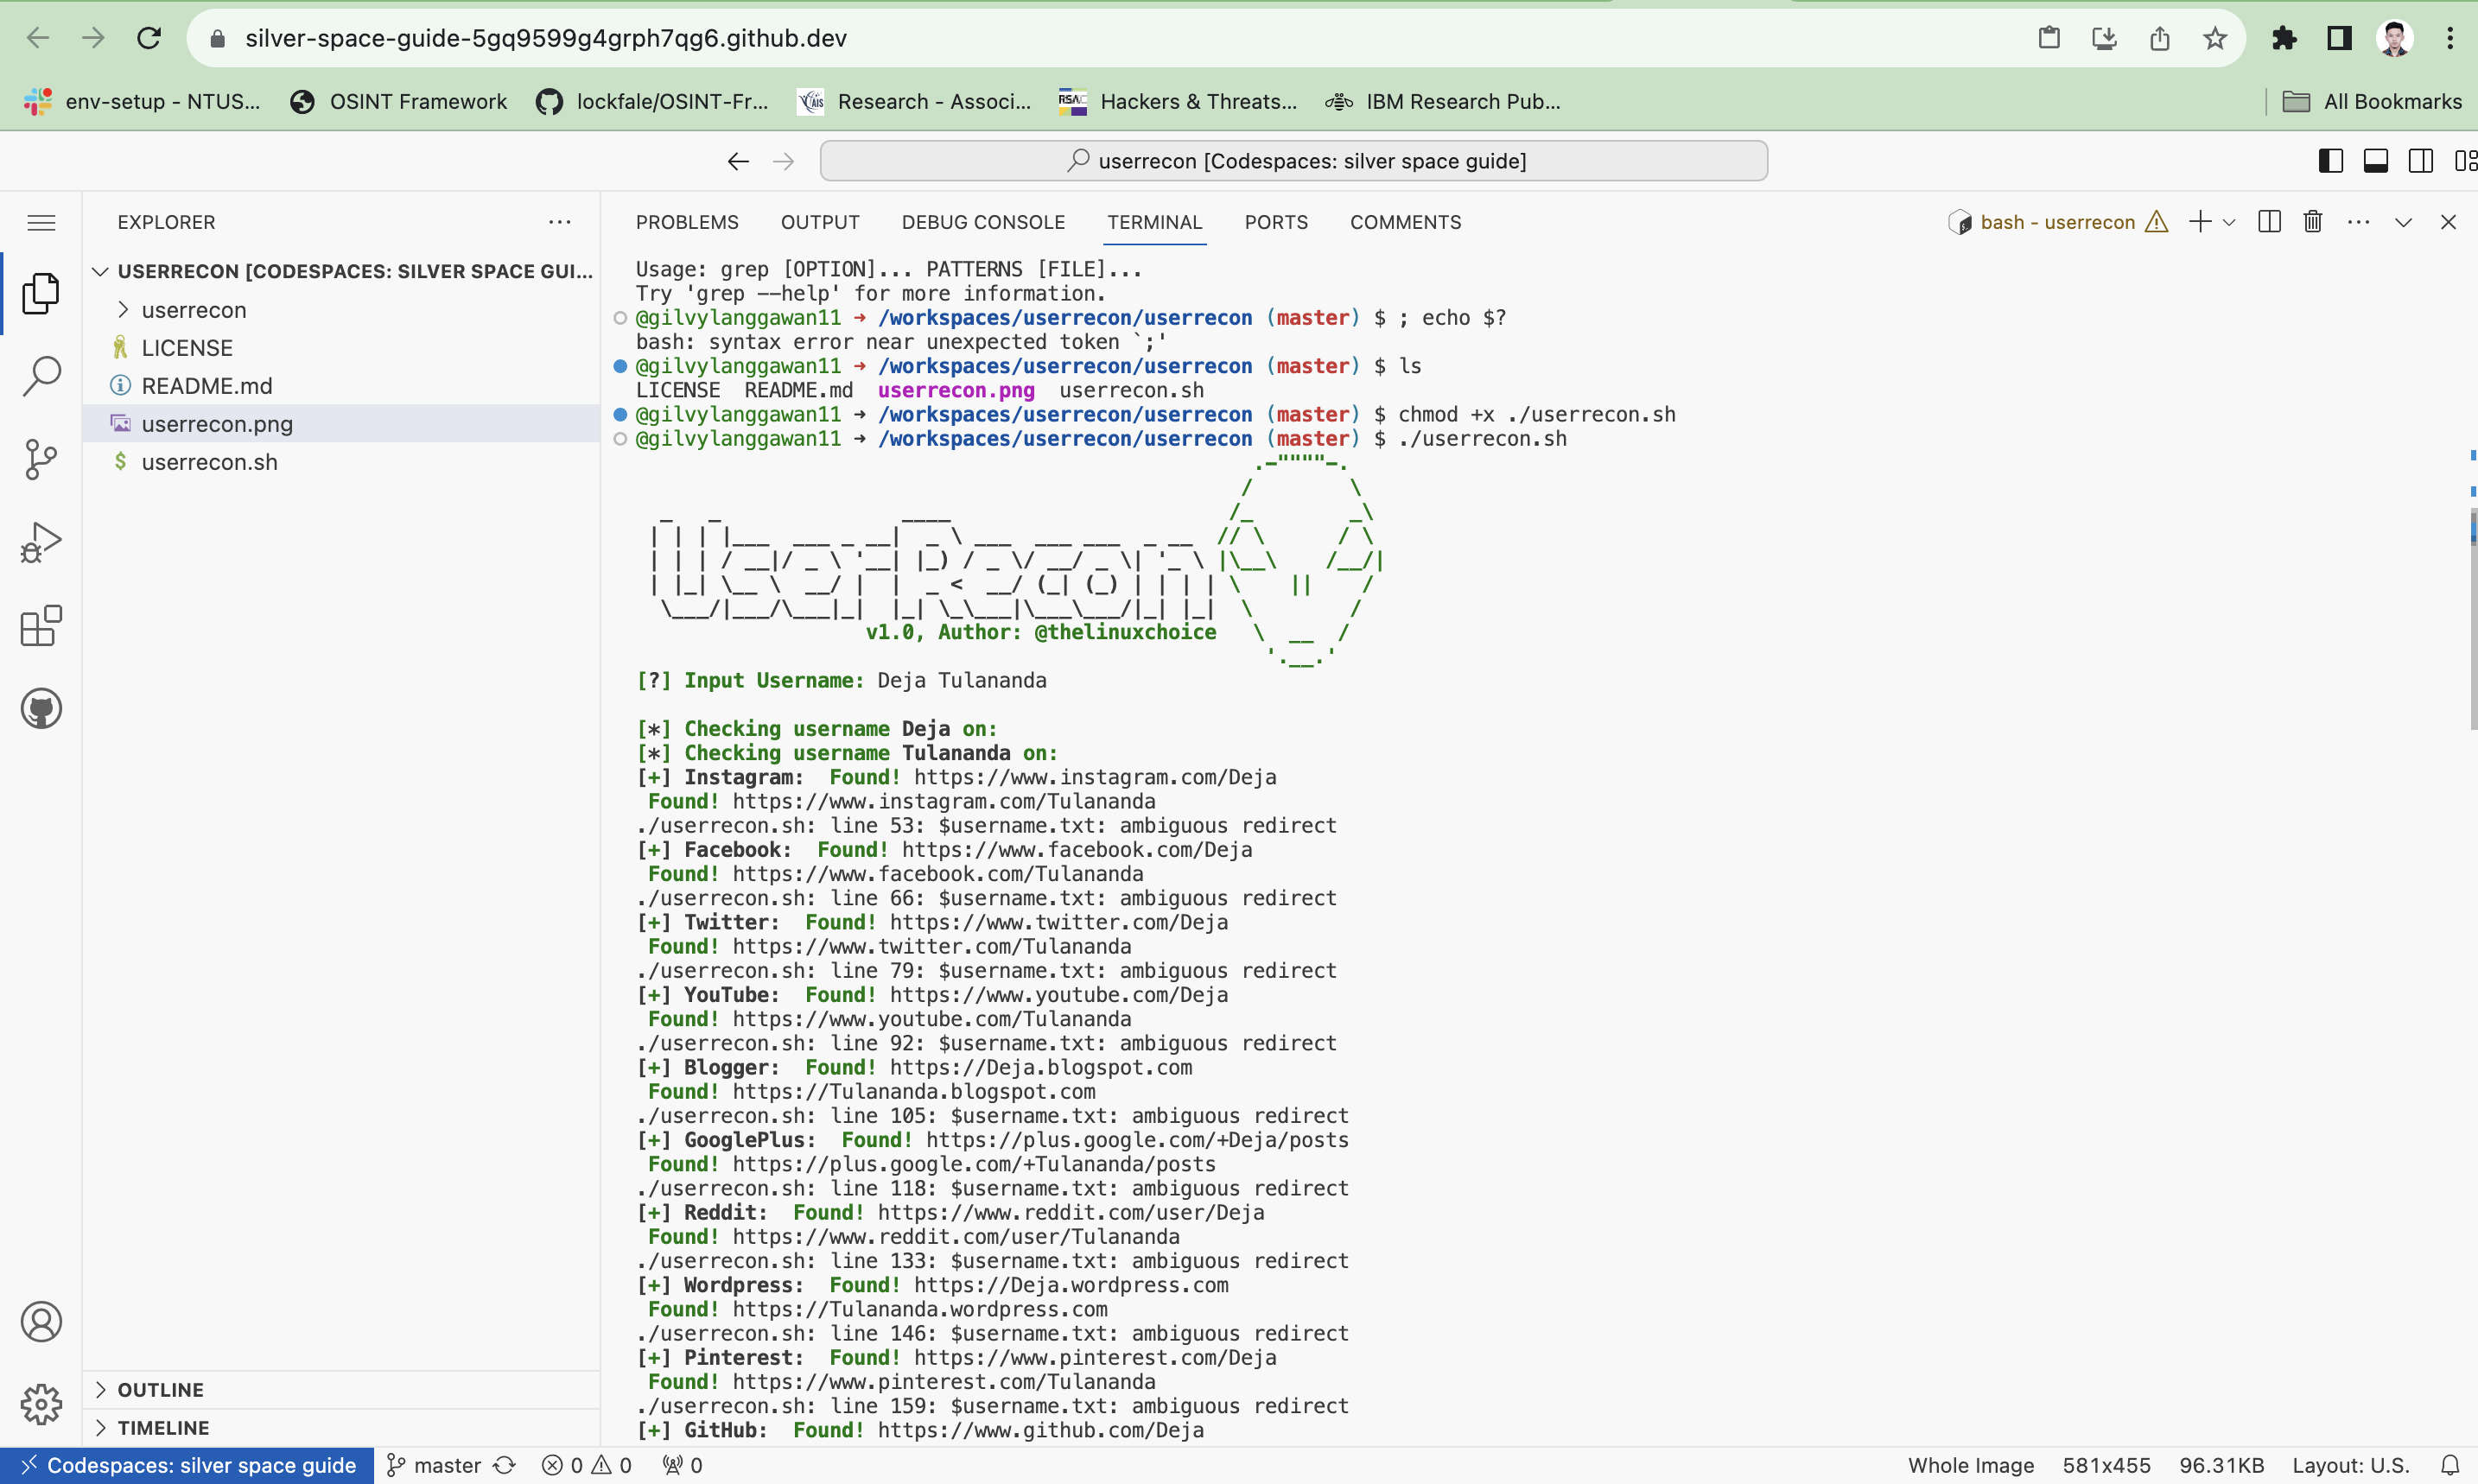 silver-space-guide-5gq9599g4grph7qg6.github.dev
env-setup - NTUS... OSINT Framework lockfale/OSINT-Fr... Research - Associ... Hackers & Threats... IBM Research Pub... All Bookmarks
userrecon [Codespaces: silver space guide]
EXPLORER
USERRECON [CODESPACES: SILVER SPACE GUI...
userrecon
LICENSE
README.md
userrecon.png
$ userrecon.sh
OUTLINE
TIMELINE
PROBLEMS OUTPUT DEBUG CONSOLE TERMINAL PORTS COMMENTS bash - userrecon
Usage: grep [OPTION]... PATTERNS [FILE]...
Try 'grep --help' for more information.
@gilvylanggawan11 → /workspaces/userrecon/userrecon (master) $ ; echo $?
bash: syntax error near unexpected token `;'
@gilvylanggawan11 → /workspaces/userrecon/userrecon (master) $ ls
LICENSE README.md userrecon.png userrecon.sh
@gilvylanggawan11 → /workspaces/userrecon/userrecon (master) $ chmod +x ./userrecon.sh
@gilvylanggawan11 → /workspaces/userrecon/userrecon (master) $ ./userrecon.sh
UserRecon
v1.0, Author: @thelinuxchoice
[?] Input Username: Deja Tulananda
[*] Checking username Deja on:
[*] Checking username Tulananda on:
[+] Instagram: Found! https://www.instagram.com/Deja
Found! https://www.instagram.com/Tulananda
./userrecon.sh: line 53: $username.txt: ambiguous redirect
[+] Facebook: Found! https://www.facebook.com/Deja
Found! https://www.facebook.com/Tulananda
./userrecon.sh: line 66: $username.txt: ambiguous redirect
[+] Twitter: Found! https://www.twitter.com/Deja
Found! https://www.twitter.com/Tulananda
./userrecon.sh: line 79: $username.txt: ambiguous redirect
[+] YouTube: Found! https://www.youtube.com/Deja
Found! https://www.youtube.com/Tulananda
./userrecon.sh: line 92: $username.txt: ambiguous redirect
[+] Blogger: Found! https://Deja.blogspot.com
Found! https://Tulananda.blogspot.com
./userrecon.sh: line 105: $username.txt: ambiguous redirect
[+] GooglePlus: Found! https://plus.google.com/+Deja/posts
Found! https://plus.google.com/+Tulananda/posts
./userrecon.sh: line 118: $username.txt: ambiguous redirect
[+] Reddit: Found! https://www.reddit.com/user/Deja
Found! https://www.reddit.com/user/Tulananda
./userrecon.sh: line 133: $username.txt: ambiguous redirect
[+] Wordpress: Found! https://Deja.wordpress.com
Found! https://Tulananda.wordpress.com
./userrecon.sh: line 146: $username.txt: ambiguous redirect
[+] Pinterest: Found! https://www.pinterest.com/Deja
Found! https://www.pinterest.com/Tulananda
./userrecon.sh: line 159: $username.txt: ambiguous redirect
[+] GitHub: Found! https://www.github.com/Deja
Codespaces: silver space guide master 0 0 0 Whole Image 581x455 96.31KB Layout: U.S.